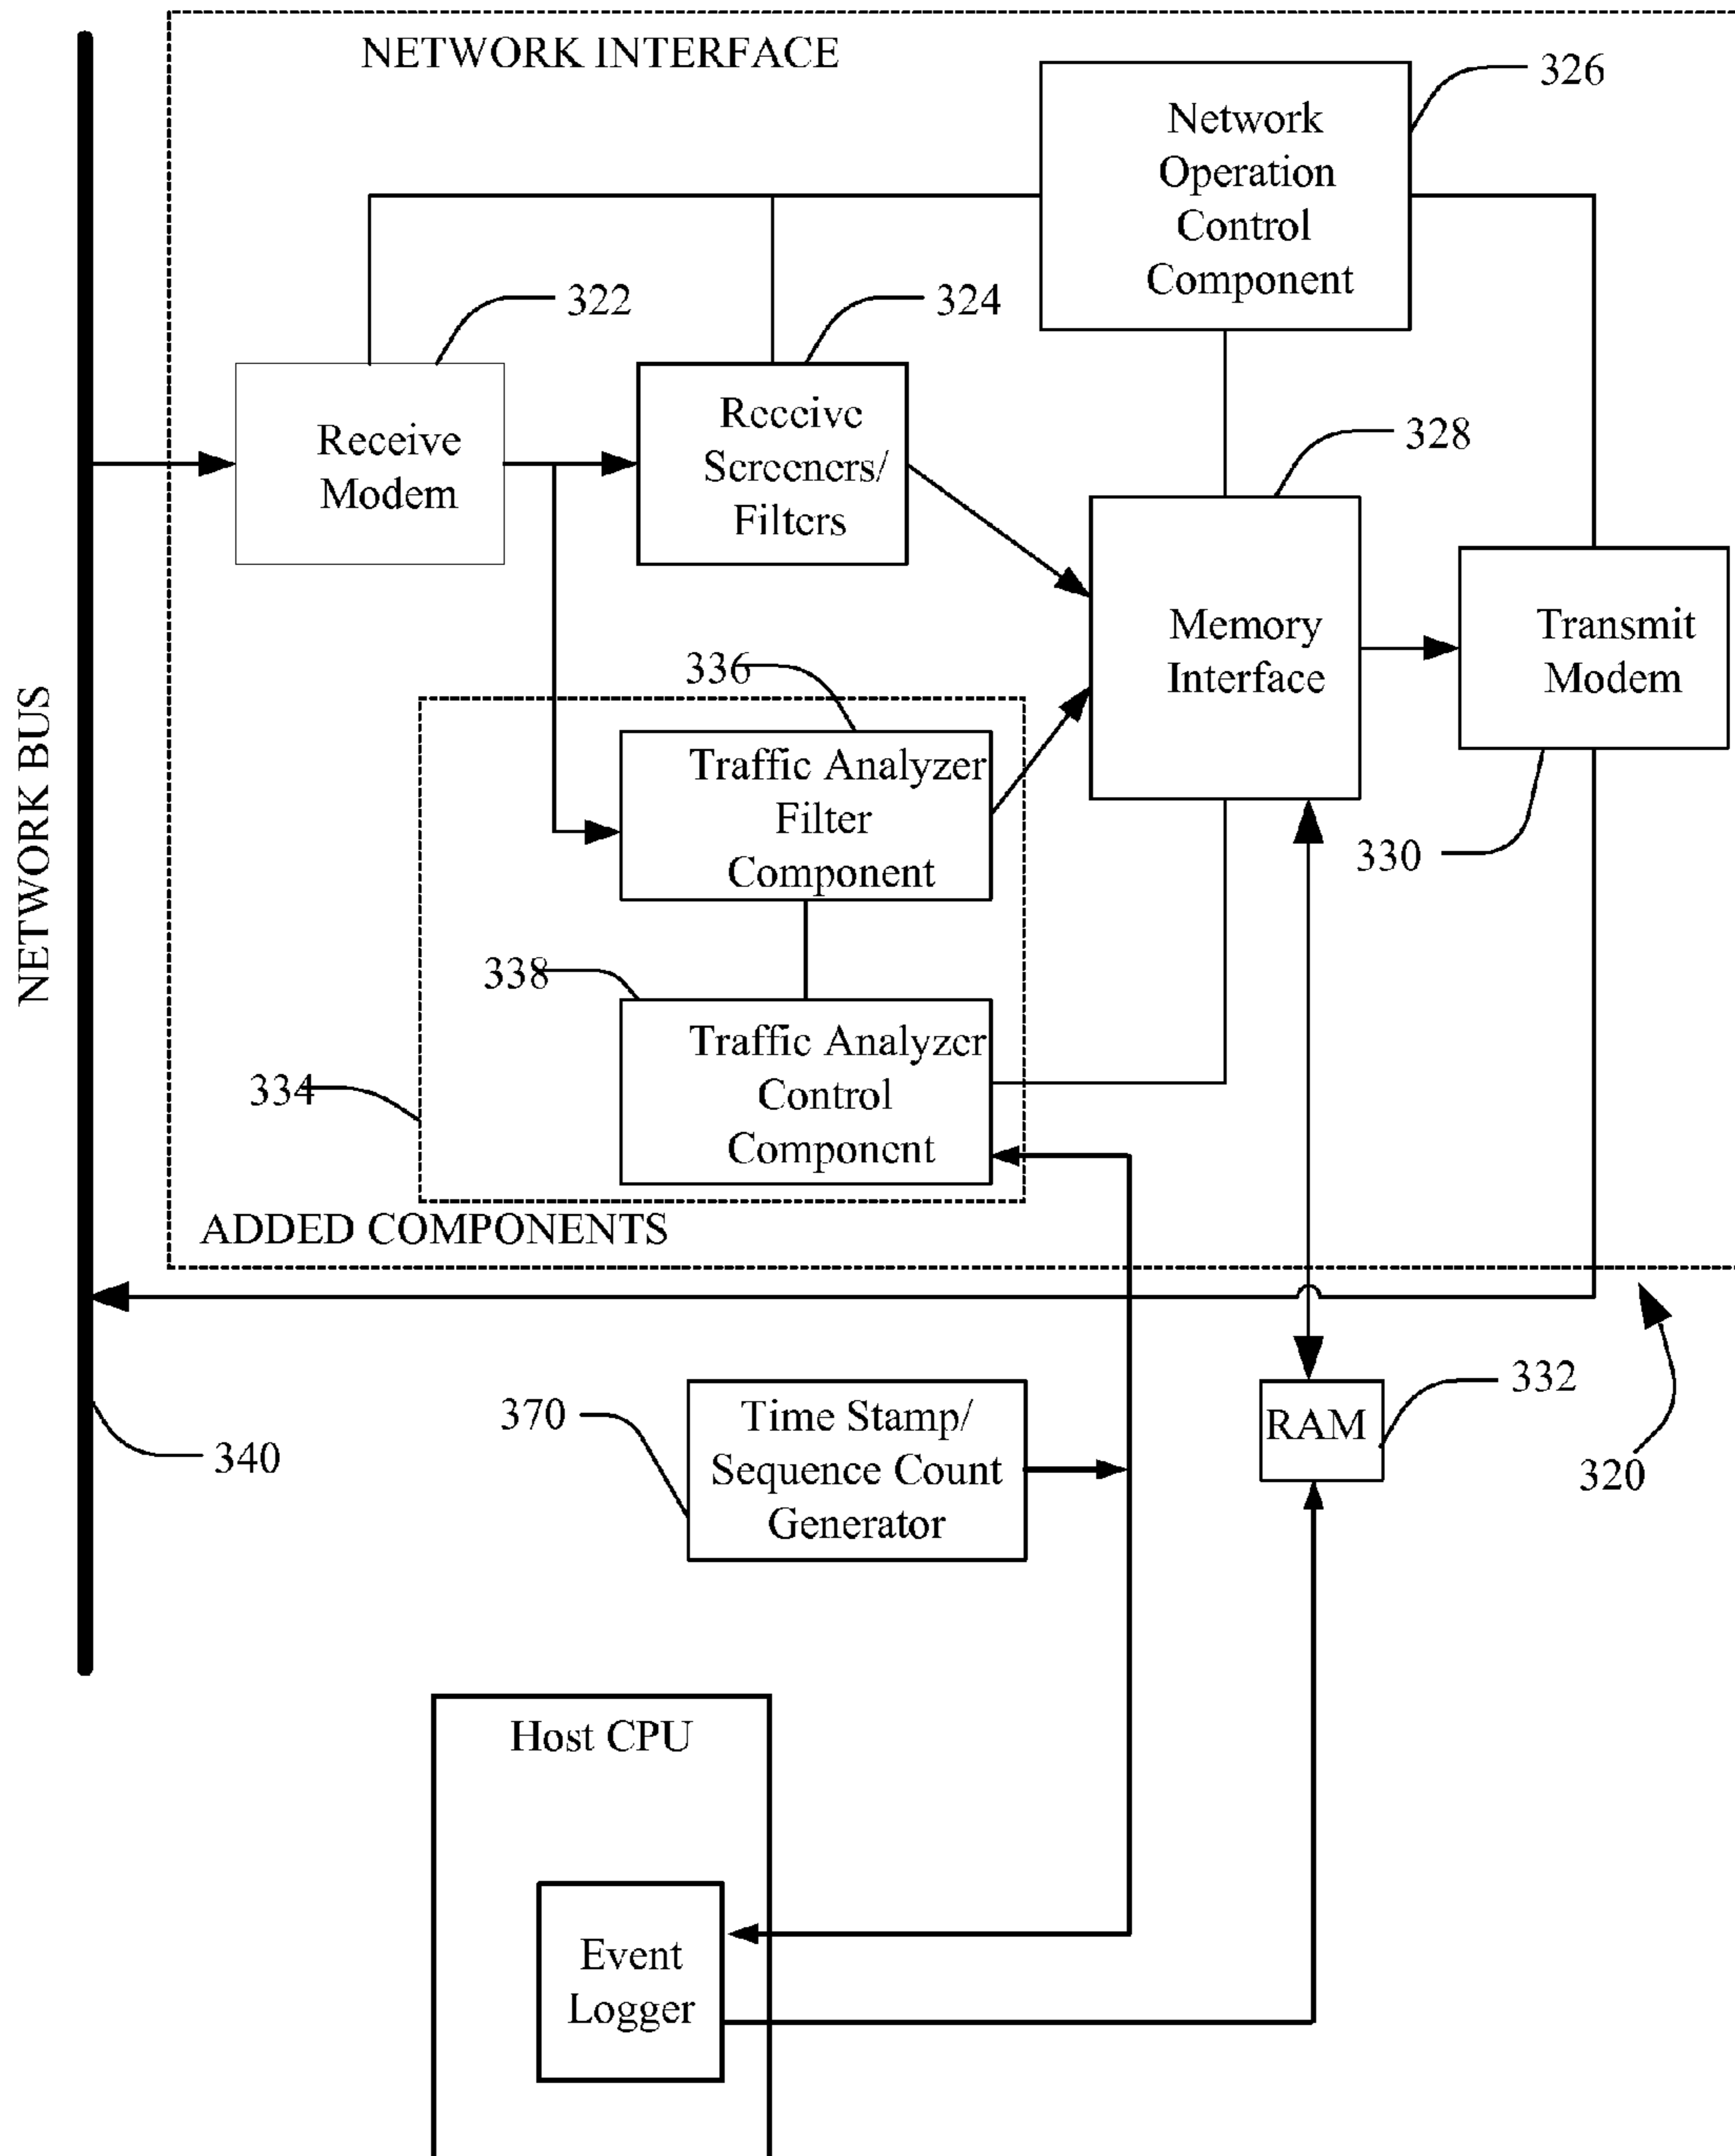 NETWORK INTERFACE
326
Network
Operation
Control
Component
322
324
Receive
Modem
Receive
Screeners/
Filters
328
Memory
Interface
Transmit
Modem
330
336
Traffic Analyzer
Filter
Component
338
Traffic Analyzer
Control
Component
334
ADDED COMPONENTS
NETWORK BUS
370
Time Stamp/
Sequence Count
Generator
RAM
332
320
340
Host CPU
Event
Logger